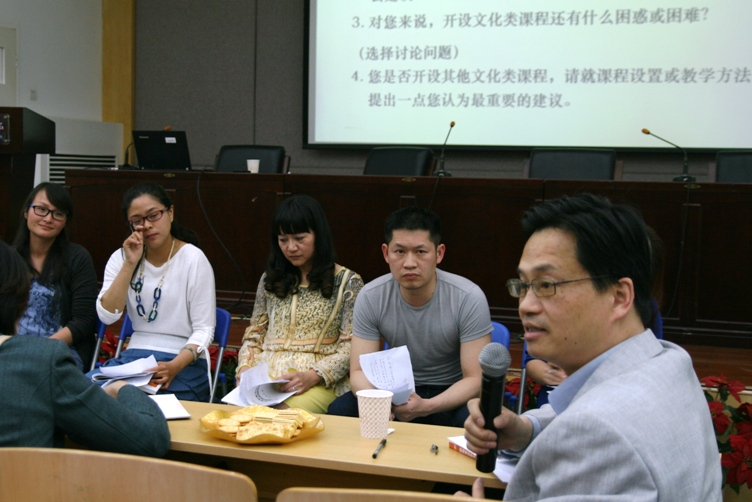 3. 对您来说，开设文化类课程还有什么困惑或困难？
(选择讨论问题)
4. 您是否开设其他文化类课程，请就课程设置或教学方法
提出一点您认为最重要的建议。